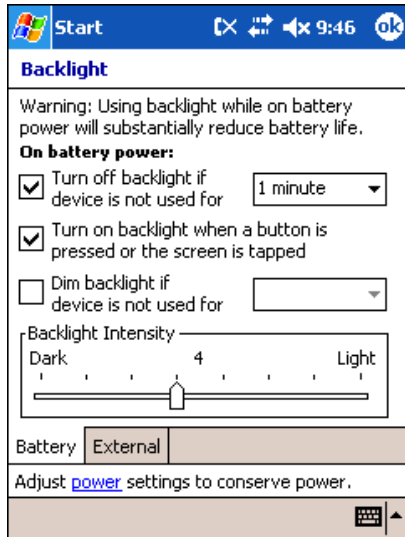 Start 9:46 ok
Backlight
Warning: Using backlight while on battery
power will substantially reduce battery life.
On battery power:
Turn off backlight if
device is not used for
1 minute
Turn on backlight when a button is
pressed or the screen is tapped
Dim backlight if
device is not used for
Backlight Intensity
Dark 4 Light
Battery External
Adjust power settings to conserve power.